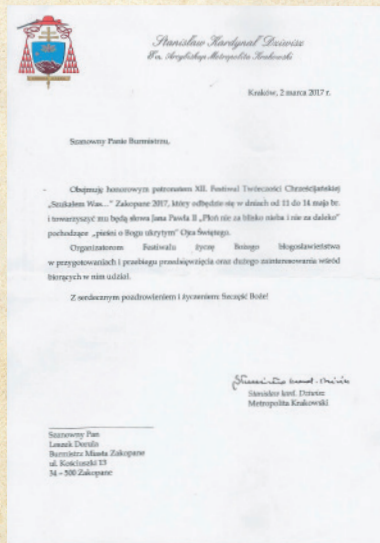 Stanisław Kardynał Dziwisz
Em. Arcybiskup Metropolita Krakowski
Kraków, 2 marca 2017 r.
Szanowny Panie Burmistrzu,
Obejmuję honorowym patronatem XII. Festiwal Twórczości Chrześcijańskiej
„Szukałem Was…" Zakopane 2017, który odbędzie się w dniach od 12 do 14 maja br.
i towarzyszyć mu będą słowa Jana Pawła II „Płoń nie za blisko nieba i nie za daleko"
pochodzące „pieśni o Bogu ukrytym" Ojca Świętego.
Organizatorom Festiwalu życzę Bożego błogosławieństwa
w przygotowaniach i przebiegu przedsięwzięcia oraz dużego zainteresowania wśród
biorących w nim udział.
Z serdecznym pozdrowieniem i życzeniem: Szczęść Boże!
Stanisław kard. Dziwisz
Metropolita Krakowski
Szanowny Pan
Leszek Dorula
Burmistrz Miasta Zakopane
ul. Kościuszki 13
34 – 500 Zakopane